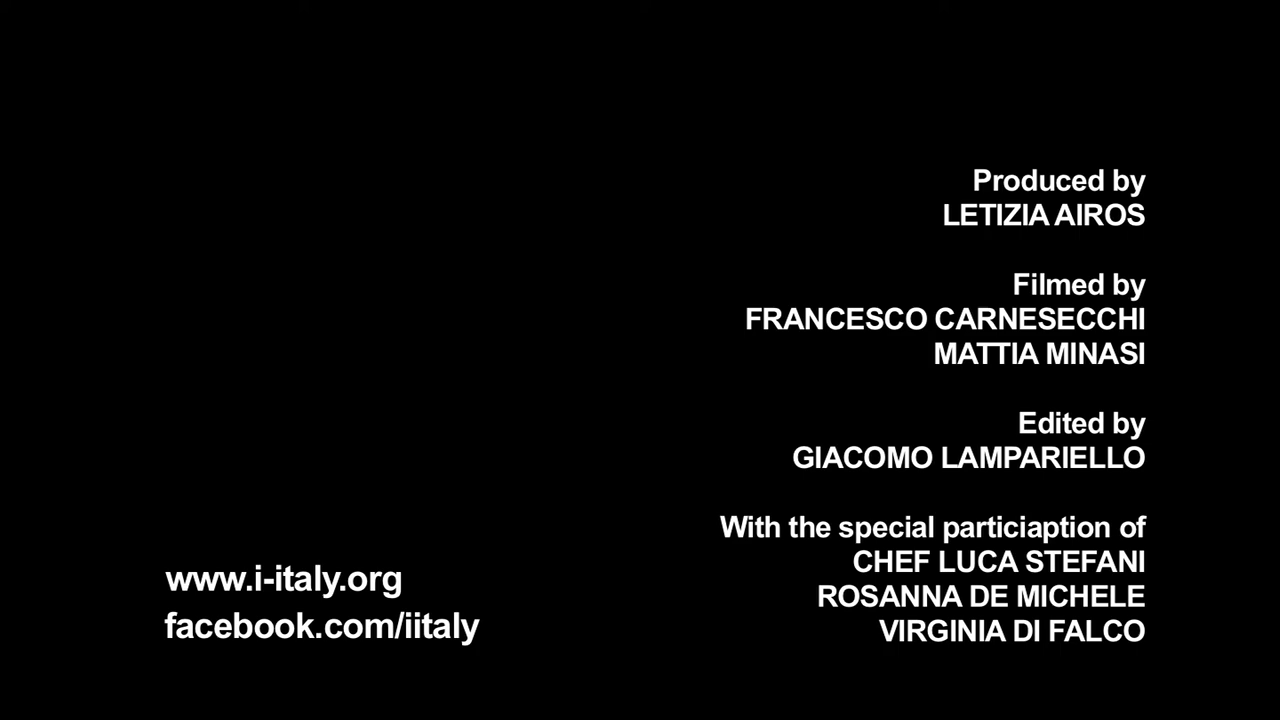 Produced by
LETIZIA AIROS
Filmed by
FRANCESCO CARNESECCHI
MATTIA MINASI
Edited by
GIACOMO LAMPARIELLO
With the special particiaption of
CHEF LUCA STEFANI
ROSANNA DE MICHELE
VIRGINIA DI FALCO
www.i-italy.org
facebook.com/iitaly